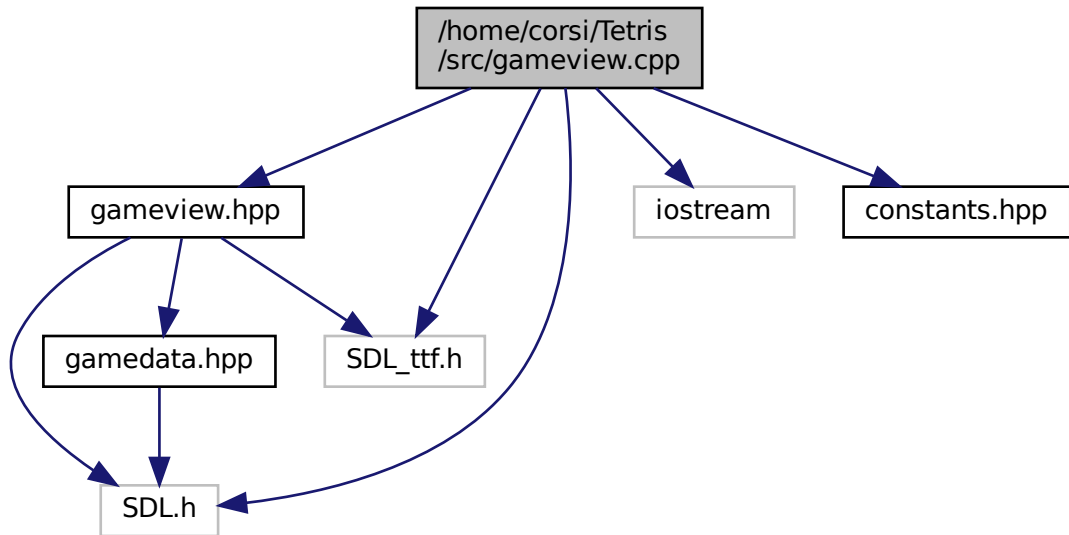 /home/corsi/Tetris
/src/gameview.cpp
gameview.hpp
iostream
constants.hpp
gamedata.hpp
SDL_ttf.h
SDL.h